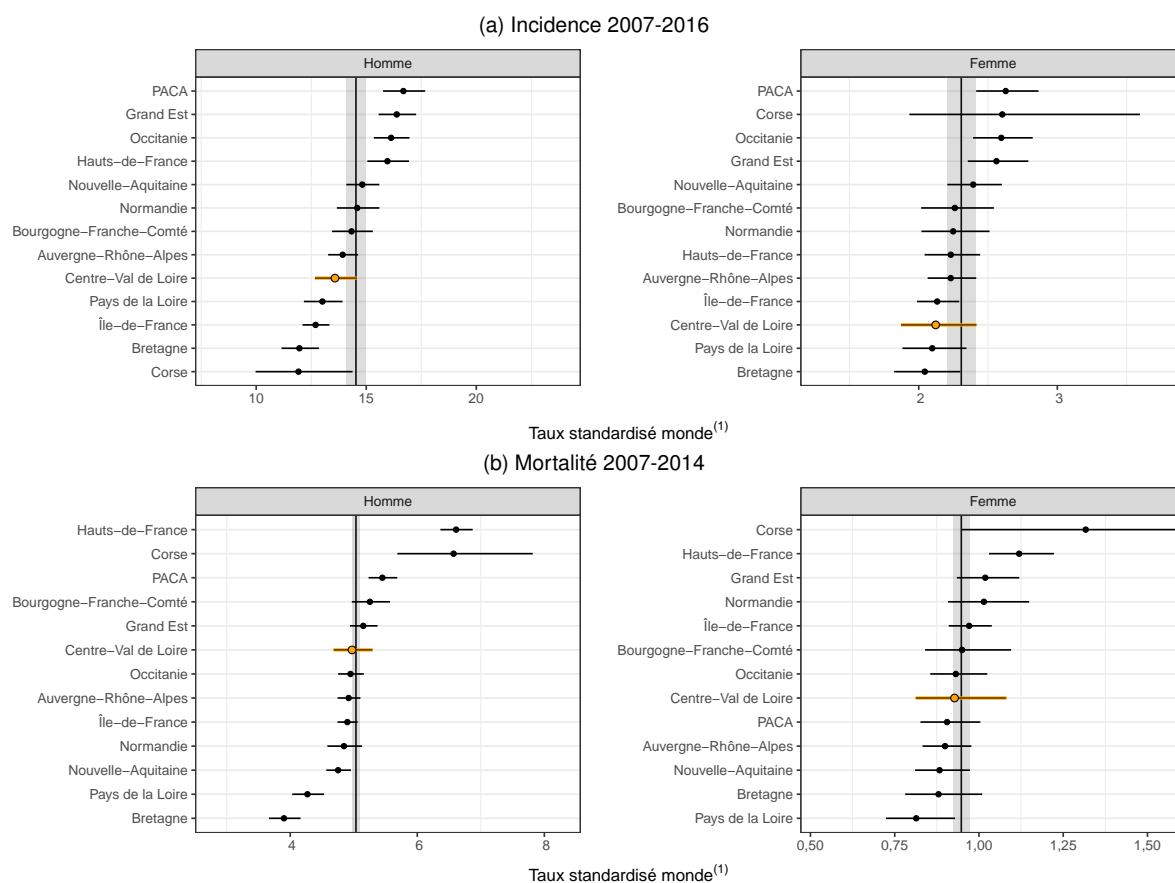 (a) Incidence 2007-2016
Homme
PACA
Grand Est
Occitanie
Hauts−de−France
Nouvelle−Aquitaine
Normandie
Bourgogne−Franche−Comté
Auvergne−Rhône−Alpes
Centre−Val de Loire
Pays de la Loire
Île−de−France
Bretagne
Corse
10 15 20
Femme
PACA
Corse
Occitanie
Grand Est
Nouvelle−Aquitaine
Bourgogne−Franche−Comté
Normandie
Hauts−de−France
Auvergne−Rhône−Alpes
Île−de−France
Centre−Val de Loire
Pays de la Loire
Bretagne
2 3
Taux standardisé monde(1)
(b) Mortalité 2007-2014
Homme
Hauts−de−France
Corse
PACA
Bourgogne−Franche−Comté
Grand Est
Centre−Val de Loire
Occitanie
Auvergne−Rhône−Alpes
Île−de−France
Normandie
Nouvelle−Aquitaine
Pays de la Loire
Bretagne
4 6 8
Femme
Corse
Hauts−de−France
Grand Est
Normandie
Île−de−France
Bourgogne−Franche−Comté
Occitanie
Centre−Val de Loire
PACA
Auvergne−Rhône−Alpes
Nouvelle−Aquitaine
Bretagne
Pays de la Loire
0,50 0,75 1,00 1,25 1,50
Taux standardisé monde(1)